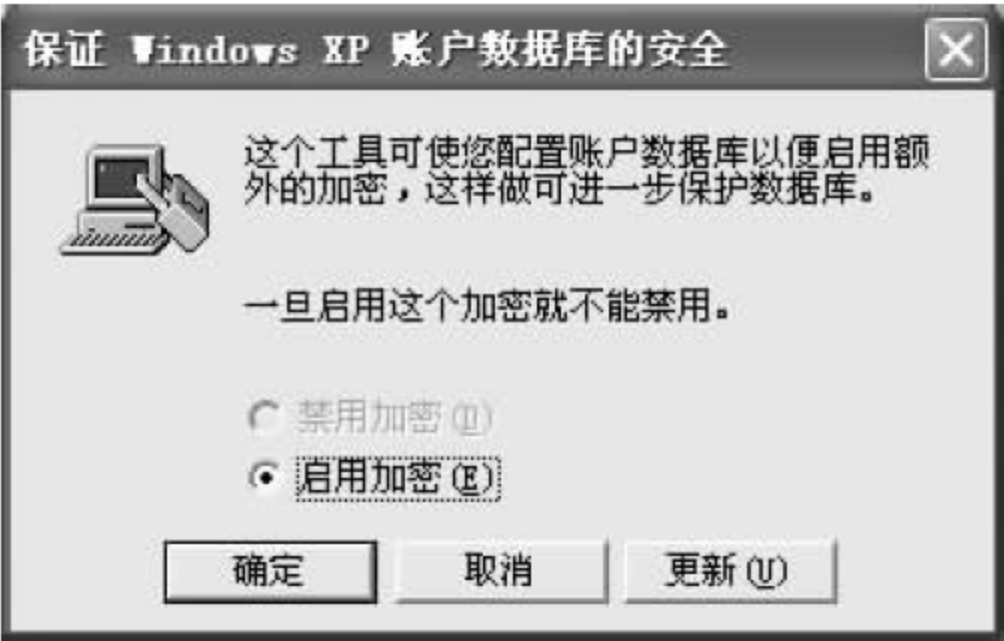 保证 Windows XP 账户数据库的安全
这个工具可使您配置账户数据库以便启用额
外的加密，这样做可进一步保护数据库。
一旦启用这个加密就不能禁用。
禁用加密(D)
启用加密(E)
确定 取消 更新(U)